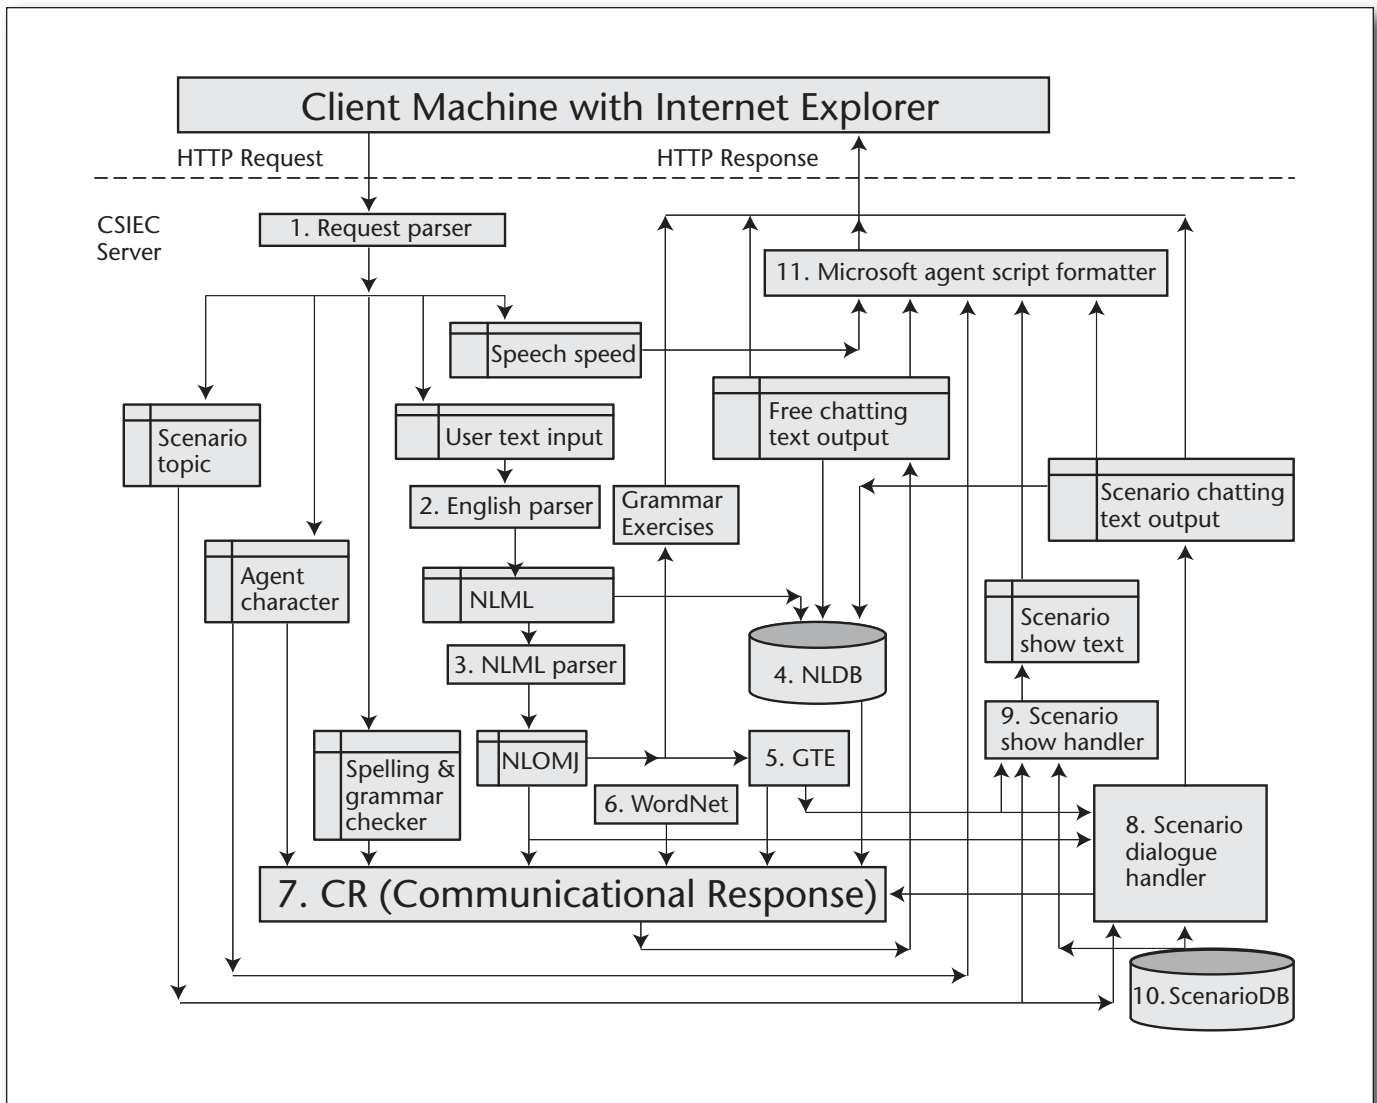 Client Machine with Internet Explorer
HTTP Request
HTTP Response
CSIEC
Server
1. Request parser
11. Microsoft agent script formatter
Speech speed
Scenario
topic
User text input
Free chatting
text output
2. English parser
Grammar
Exercises
Scenario chatting
text output
Agent
character
NLML
Scenario
show text
3. NLML parser
4. NLDB
9. Scenario
show handler
Spelling &
grammar
checker
NLOMJ
5. GTE
6. WordNet
8. Scenario
dialogue
handler
7. CR (Communicational Response)
10. ScenarioDB